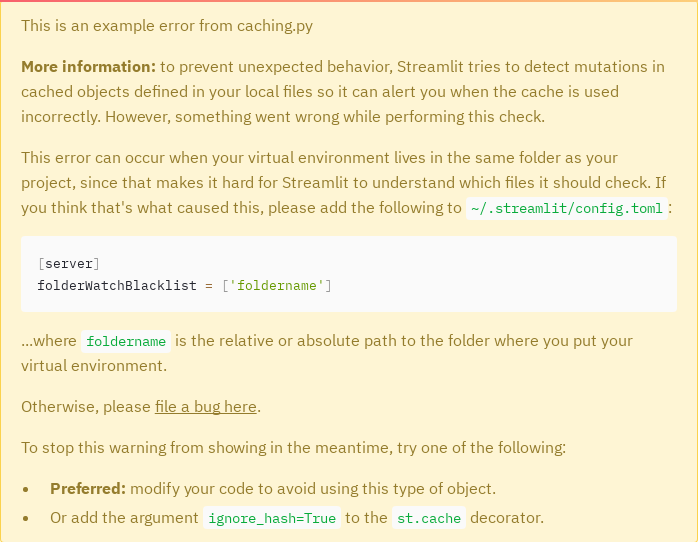 This is an example error from caching.py
More information: to prevent unexpected behavior, Streamlit tries to detect mutations in
cached objects defined in your local files so it can alert you when the cache is used
incorrectly. However, something went wrong while performing this check.
This error can occur when your virtual environment lives in the same folder as your
project, since that makes it hard for Streamlit to understand which files it should check. If
you think that's what caused this, please add the following to ~/.streamlit/config.toml:
[server]
folderWatchBlacklist = ['foldername']
...where foldername is the relative or absolute path to the folder where you put your
virtual environment.
Otherwise, please file a bug here.
To stop this warning from showing in the meantime, try one of the following:
• Preferred: modify your code to avoid using this type of object.
• Or add the argument ignore_hash=True to the st.cache decorator.